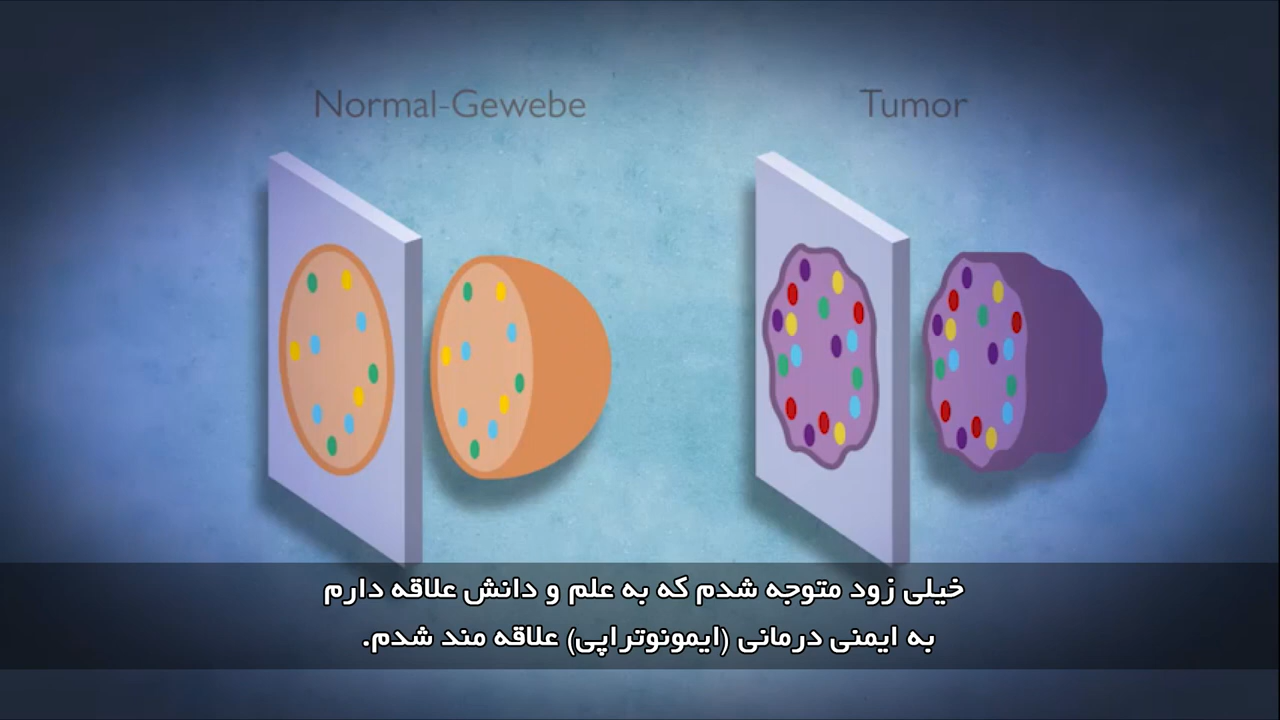 Normal-Gewebe
Tumor
خیلی زود متوجه شدم که به علم و دانش علاقه دارم
به ایمنی درمانی (ایمونوتراپی) علاقه مند شدم.